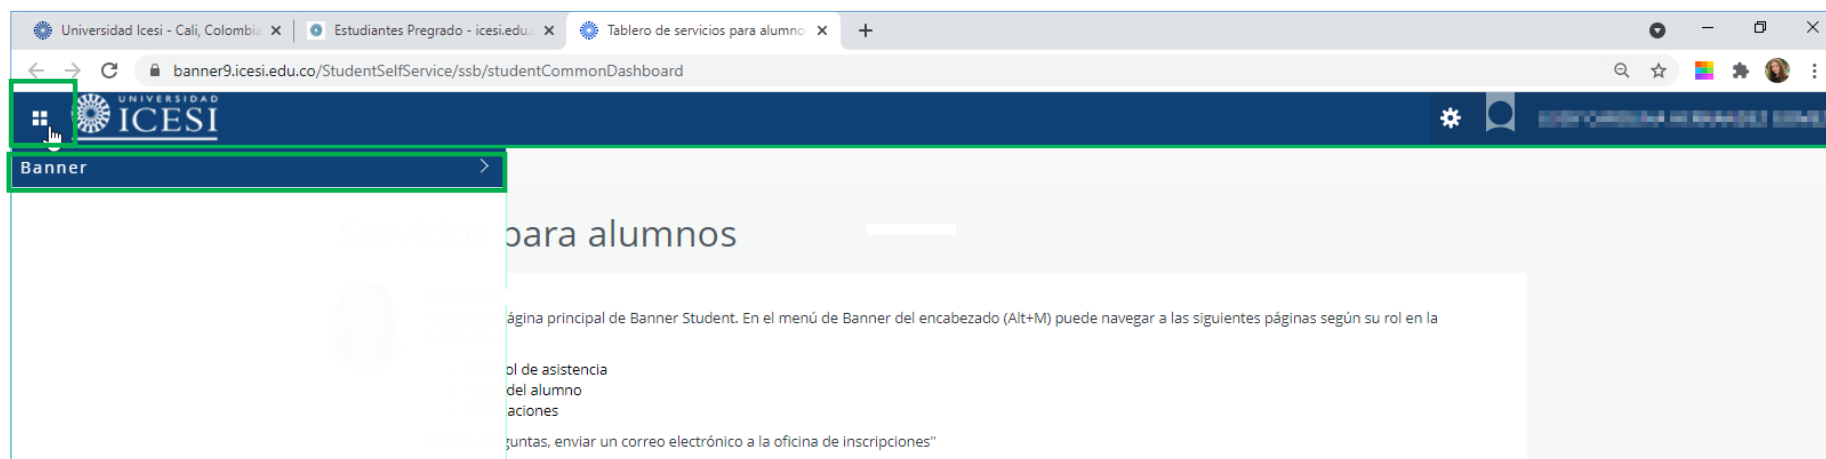 Universidad Icesi - Cali, Colombia
Estudiantes Pregrado - icesi.edu.c
Tablero de servicios para alumno
banner9.icesi.edu.co/StudentSelfService/ssb/studentCommonDashboard
UNIVERSIDAD
ICESI
Banner
para alumnos
ágina principal de Banner Student. En el menú de Banner del encabezado (Alt+M) puede navegar a las siguientes páginas según su rol en la
ol de asistencia
del alumno
aciones
guntas, enviar un correo electrónico a la oficina de inscripciones"